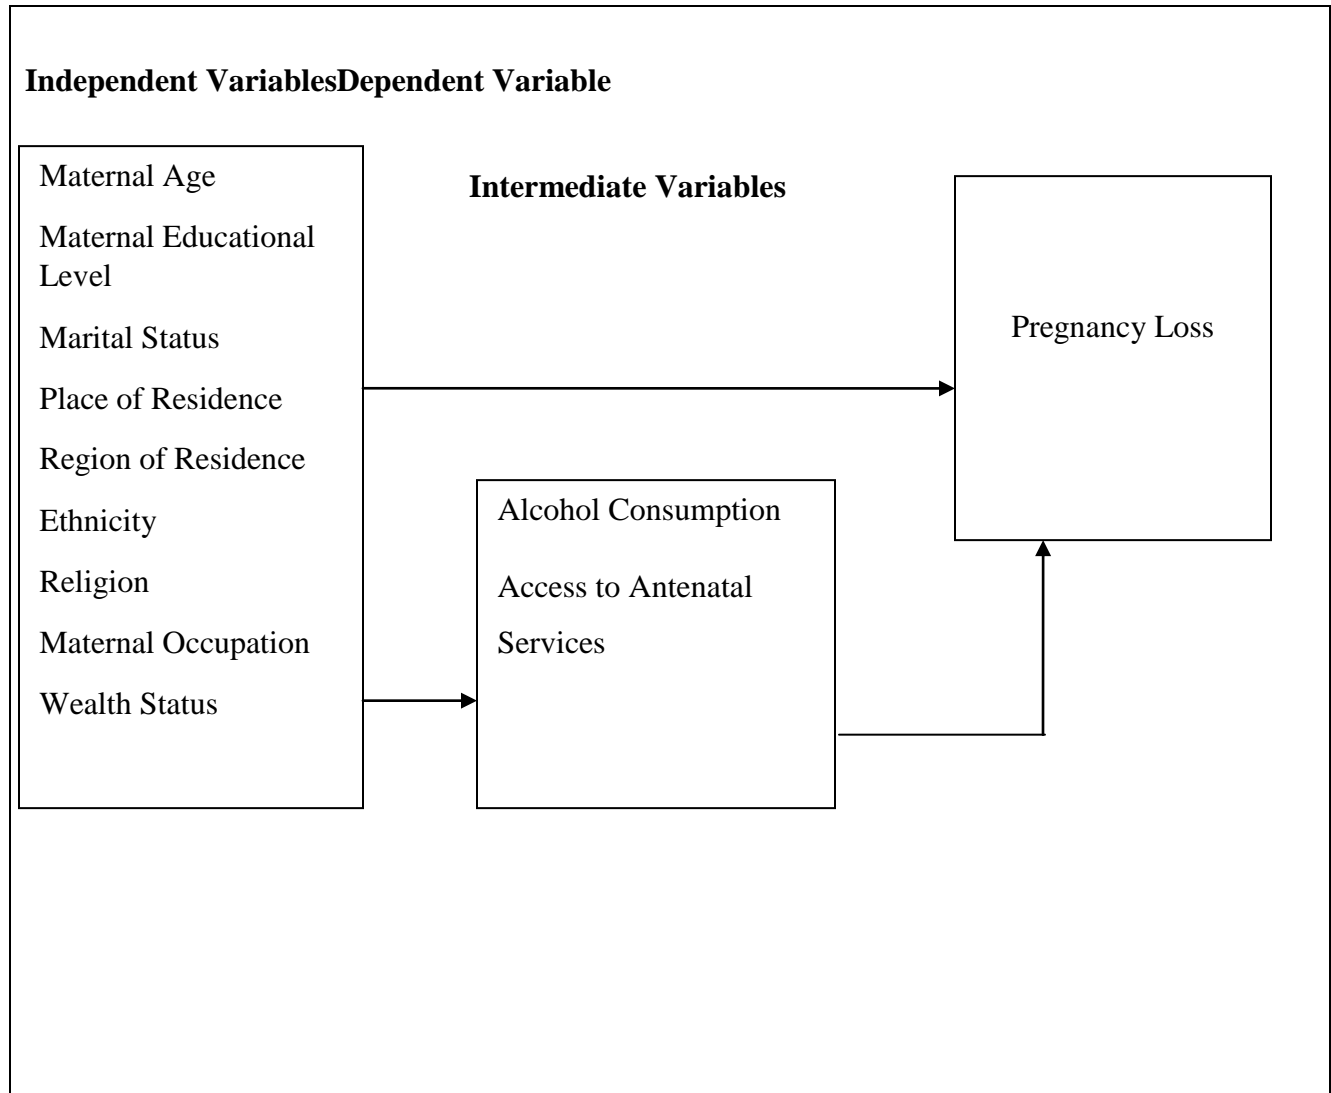 Independent VariablesDependent Variable
Maternal Age
Maternal Educational
Level
Marital Status
Place of Residence
Region of Residence
Ethnicity
Religion
Maternal Occupation
Wealth Status
Intermediate Variables
Alcohol Consumption
Access to Antenatal
Services
Pregnancy Loss